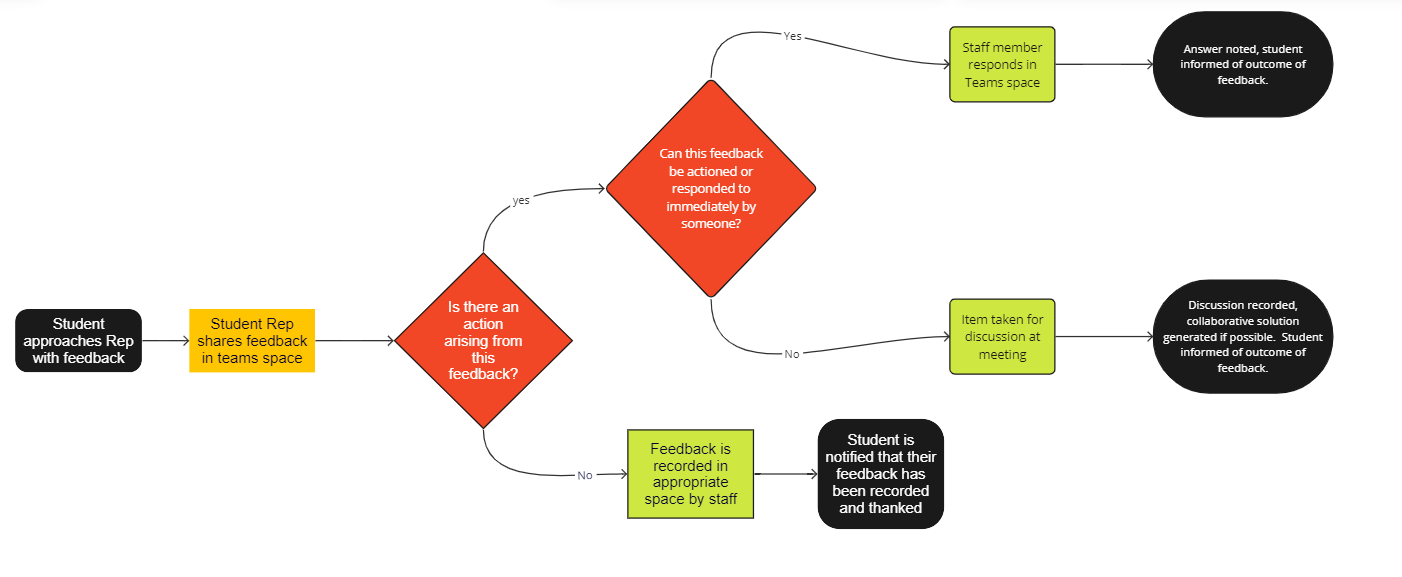 Student
approaches Rep
with feedback
Student Rep
shares feedback
in teams space
Is there an
action
arising from
this
feedback?
yes
Can this feedback
be actioned or
responded to
immediately by
someone?
Yes
Staff member
responds in
Teams space
Answer noted, student
informed of outcome of
feedback.
No
Item taken for
discussion at
meeting
Discussion recorded,
collaborative solution
generated if possible.  Student
informed of outcome of
feedback.
No
Feedback is
recorded in
appropriate
space by staff
Student is
notified that their
feedback has
been recorded
and thanked